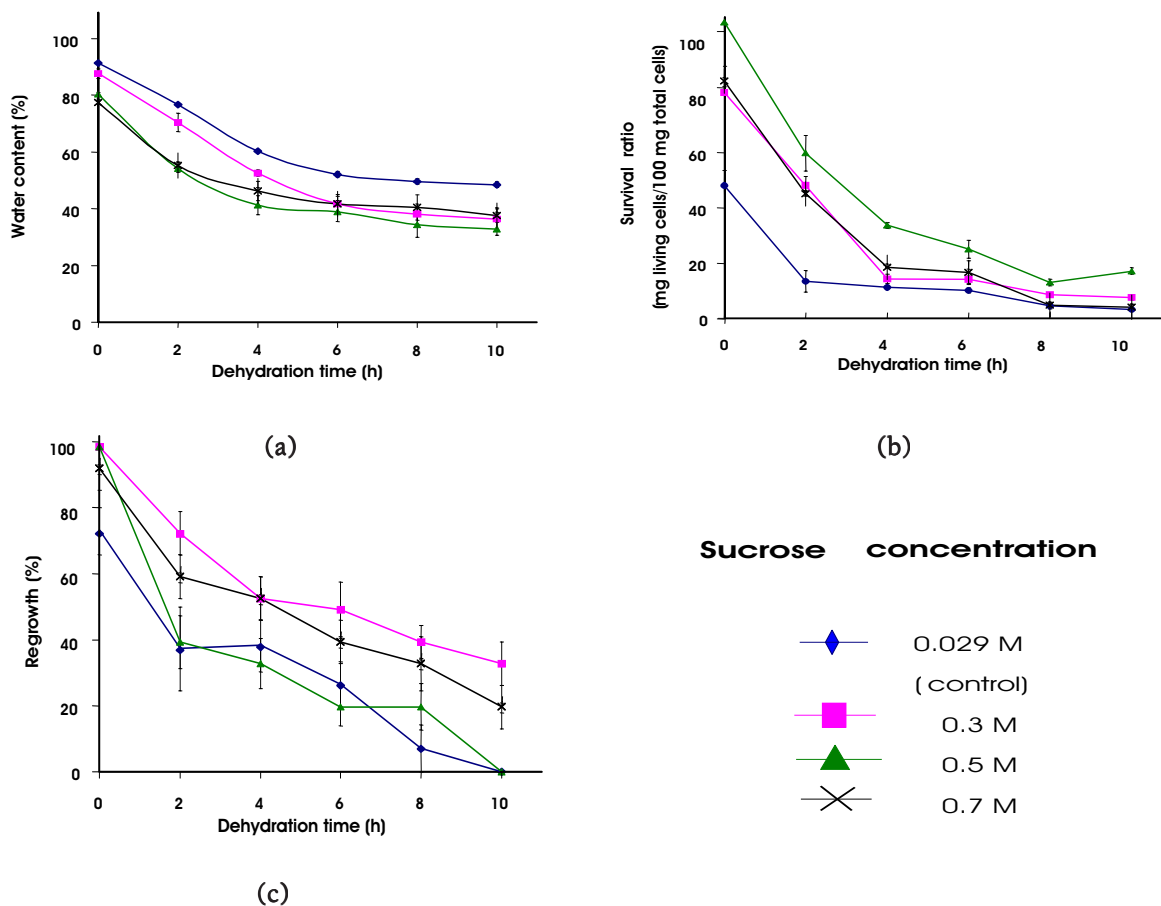 100
80
60
40
20
0
Water content (%)
0 2 4 6 8 10
Dehydration time (h)
(a)
100
80
60
40
20
0
Survival ratio
(mg living cells/100 mg total cells)
0 2 4 6 8 10
Dehydration time (h)
(b)
100
80
60
40
20
0
Regrowth (%)
0 2 4 6 8 10
Dehydration time (h)
(c)
Sucrose concentration
0.029 M
( control)
0.3 M
0.5 M
0.7 M